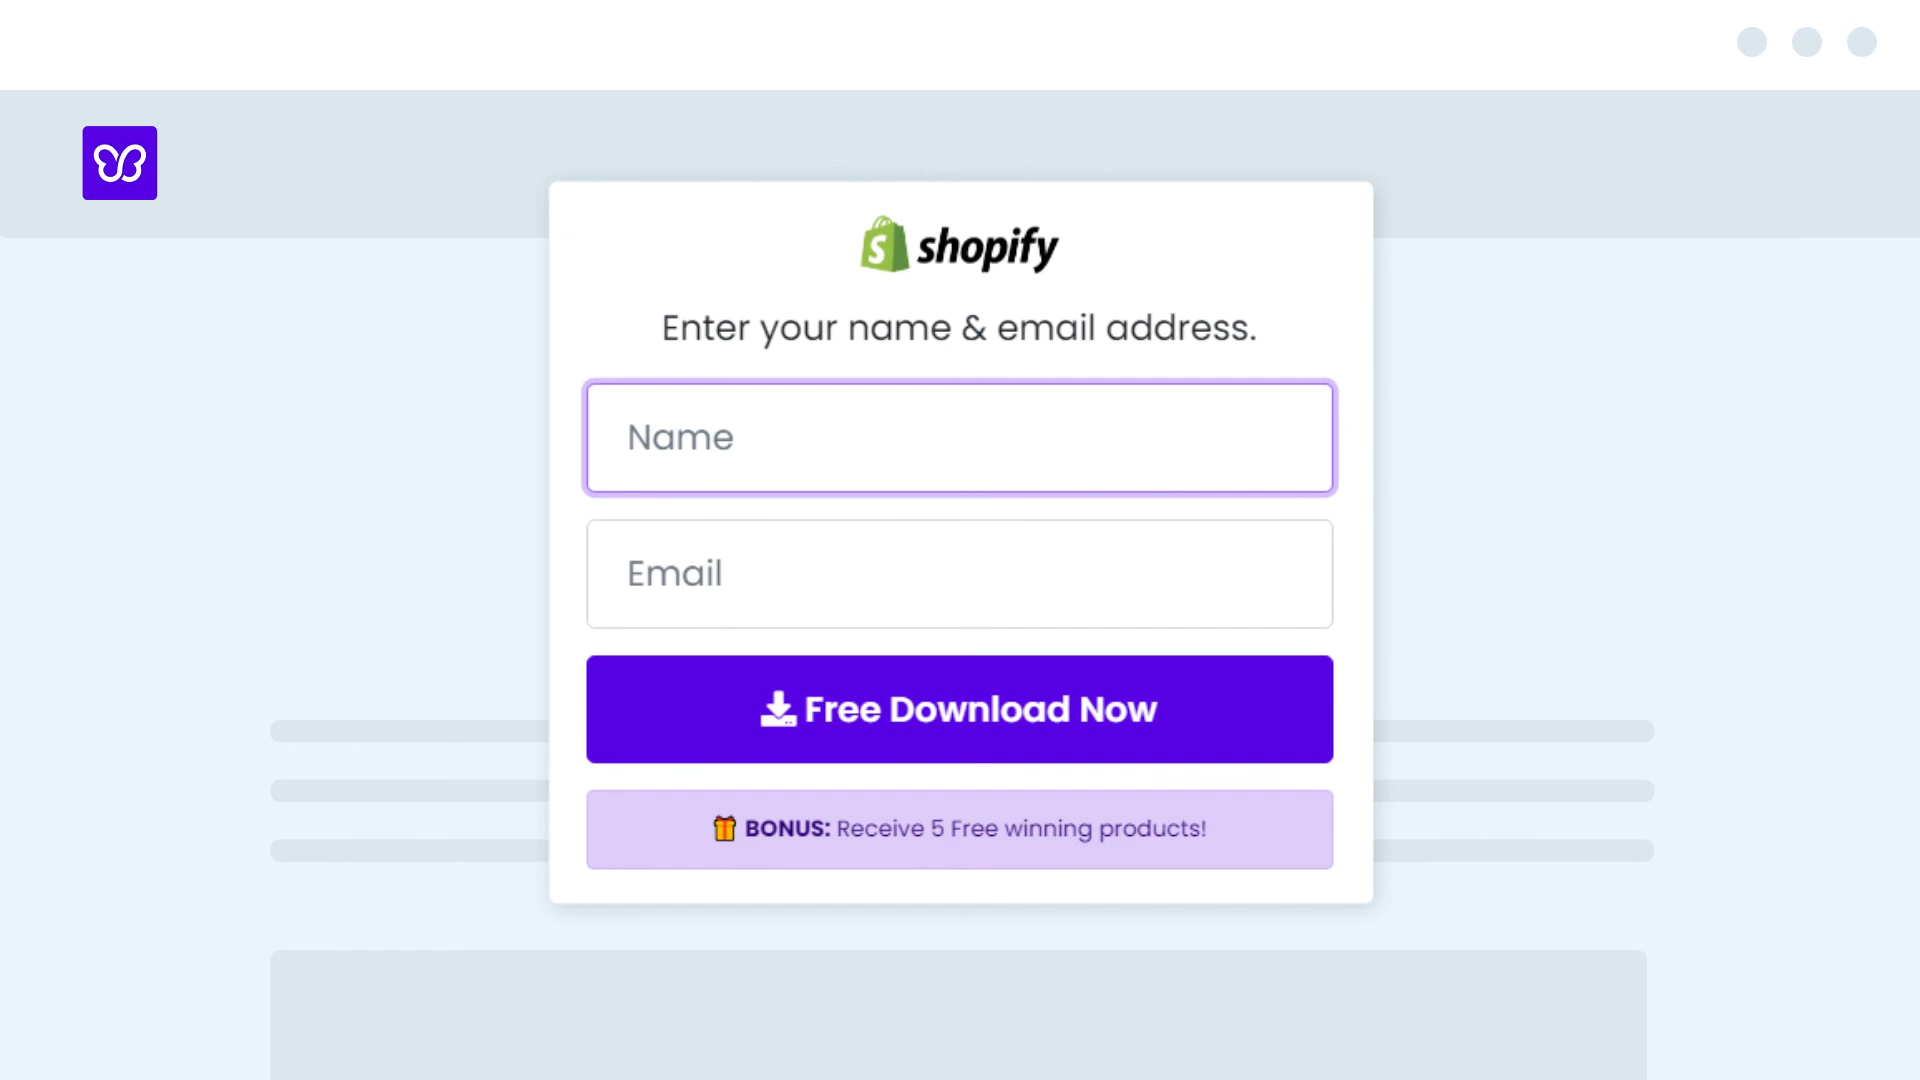 shopify
Enter your name & email address.
Name
Email
Free Download Now
BONUS: Receive 5 Free winning products!